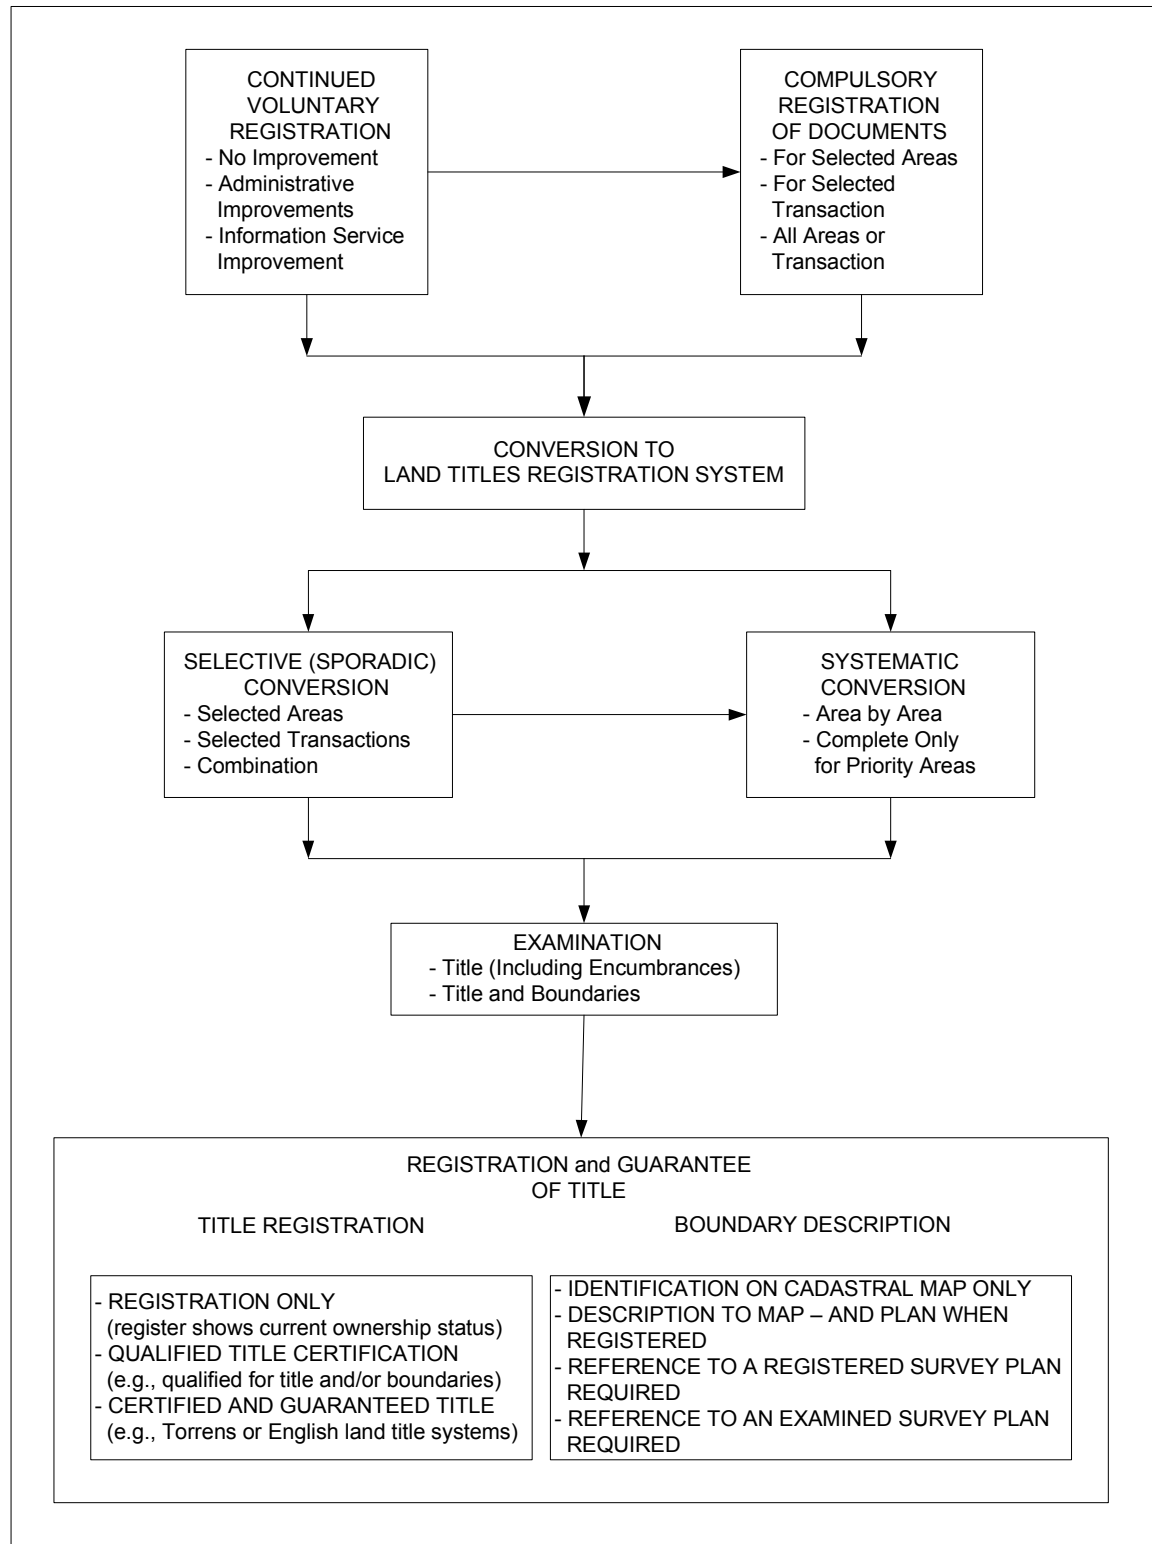 CONTINUED
VOLUNTARY
REGISTRATION
- No Improvement
- Administrative
Improvements
- Information Service
Improvement
COMPULSORY
REGISTRATION
OF DOCUMENTS
- For Selected Areas
- For Selected
Transaction
- All Areas or
Transaction
CONVERSION TO
LAND TITLES REGISTRATION SYSTEM
SELECTIVE (SPORADIC)
CONVERSION
- Selected Areas
- Selected Transactions
- Combination
SYSTEMATIC
CONVERSION
- Area by Area
- Complete Only
for Priority Areas
EXAMINATION
- Title (Including Encumbrances)
- Title and Boundaries
REGISTRATION and GUARANTEE
OF TITLE
TITLE REGISTRATION
- REGISTRATION ONLY
(register shows current ownership status)
- QUALIFIED TITLE CERTIFICATION
(e.g., qualified for title and/or boundaries)
- CERTIFIED AND GUARANTEED TITLE
(e.g., Torrens or English land title systems)
BOUNDARY DESCRIPTION
- IDENTIFICATION ON CADASTRAL MAP ONLY
- DESCRIPTION TO MAP – AND PLAN WHEN
REGISTERED
- REFERENCE TO A REGISTERED SURVEY PLAN
REQUIRED
- REFERENCE TO AN EXAMINED SURVEY PLAN
REQUIRED